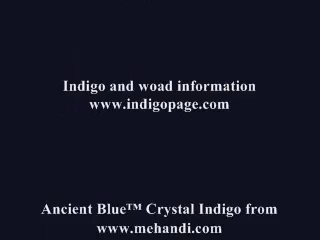 Indigo and woad information
www.indigopage.com
Ancient Blue™ Crystal Indigo from
www.mehandi.com